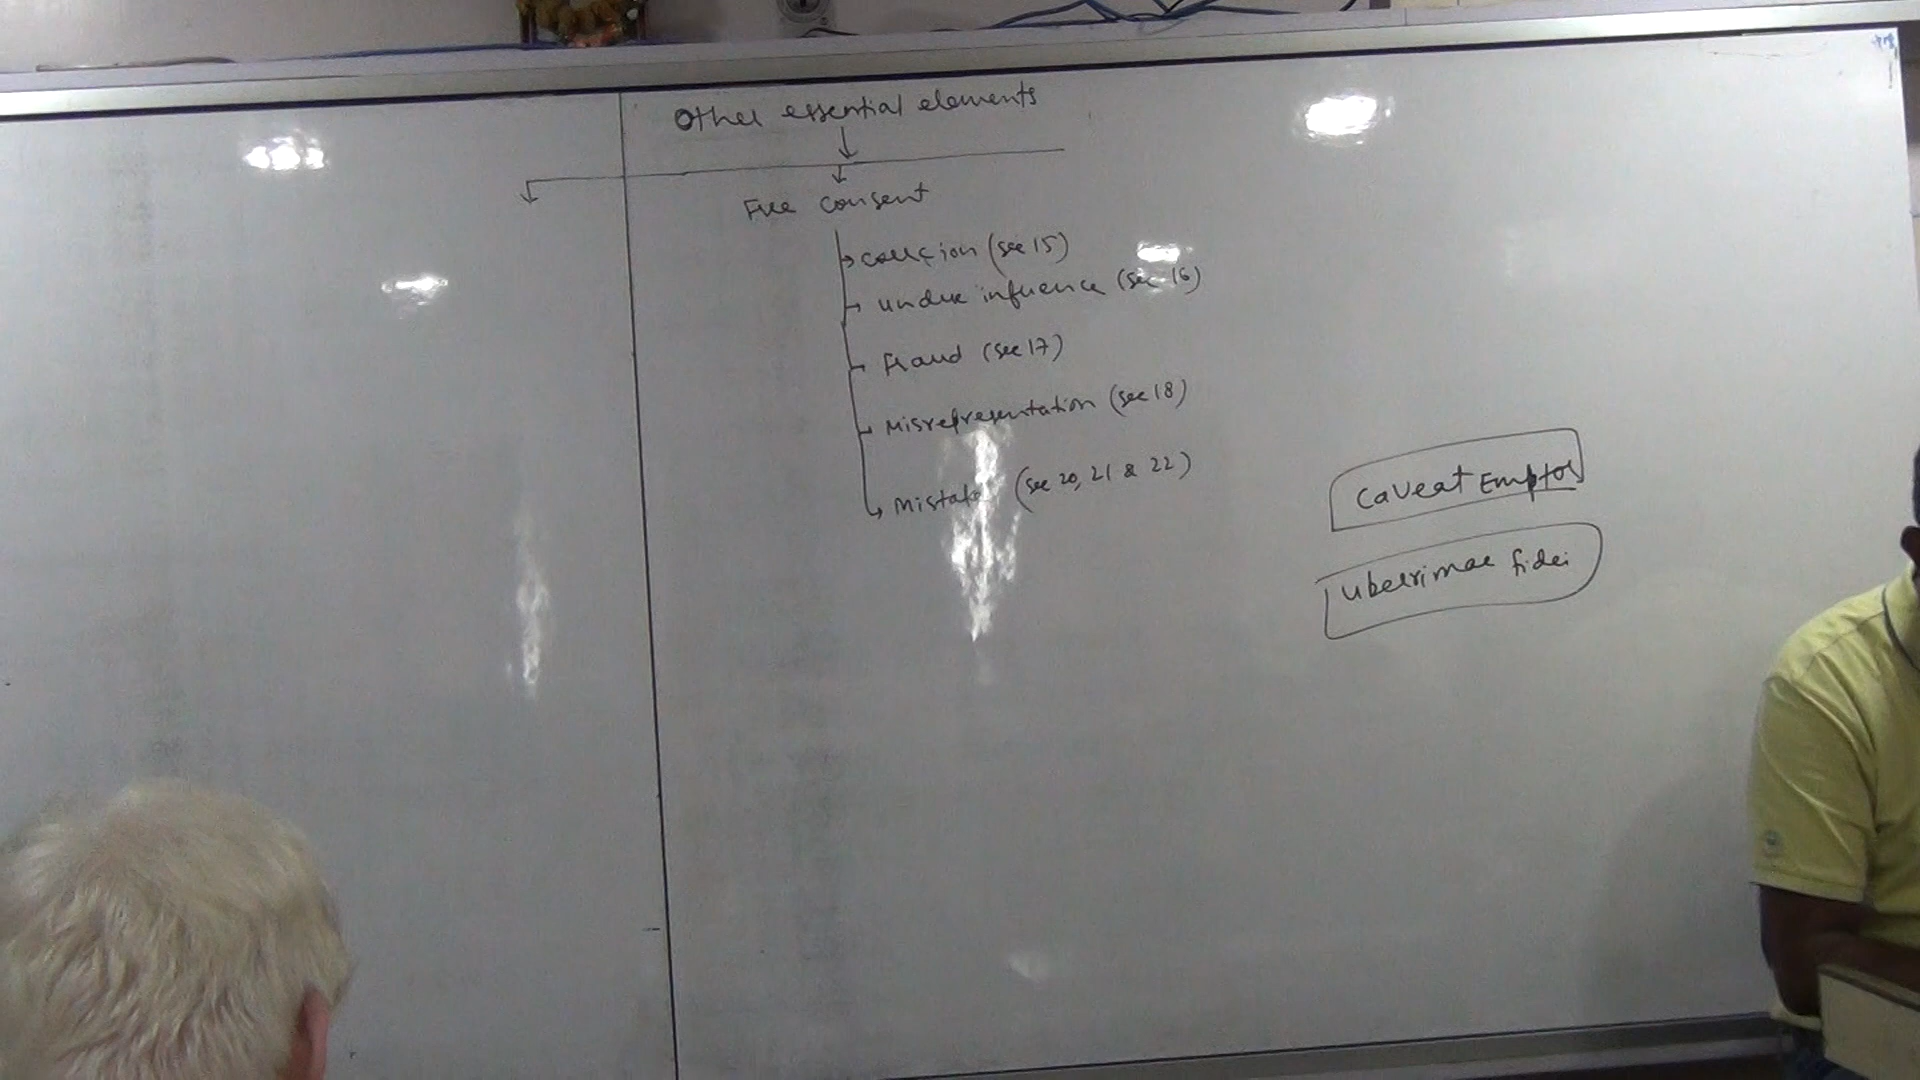 Other essential elements
Free consent
coercion (sec 15)
undue influence (sec 16)
fraud (sec 17)
Misrepresentation (sec 18)
Mistake (sec 20, 21 & 22)
Caveat Emptor
uberrimae fidei